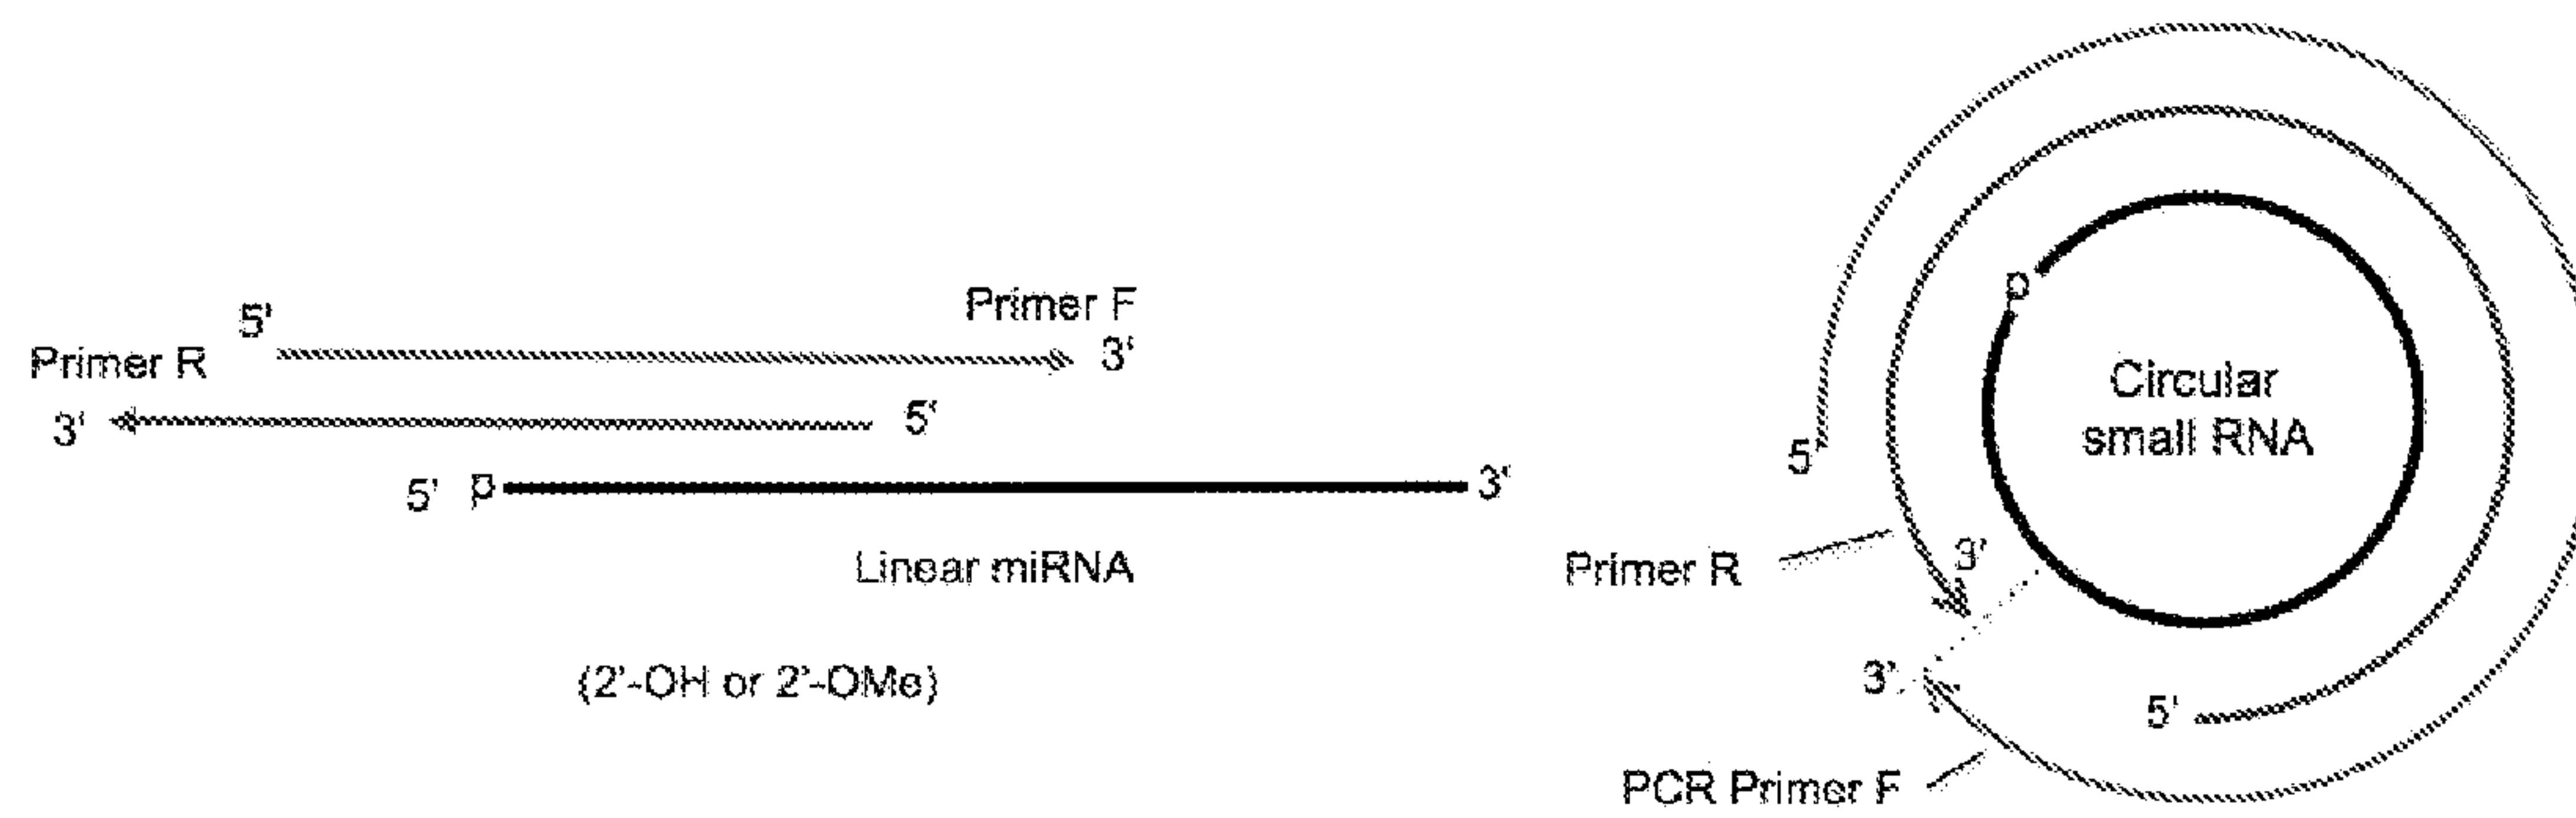 5'
Primer F
Primer R
3'
3'
5'
5' p
3'
Linear miRNA
(2'-OH or 2'-OMe)
p
Circular
small RNA
5'
Primer R
3'
3'
5'
PCR Primer F